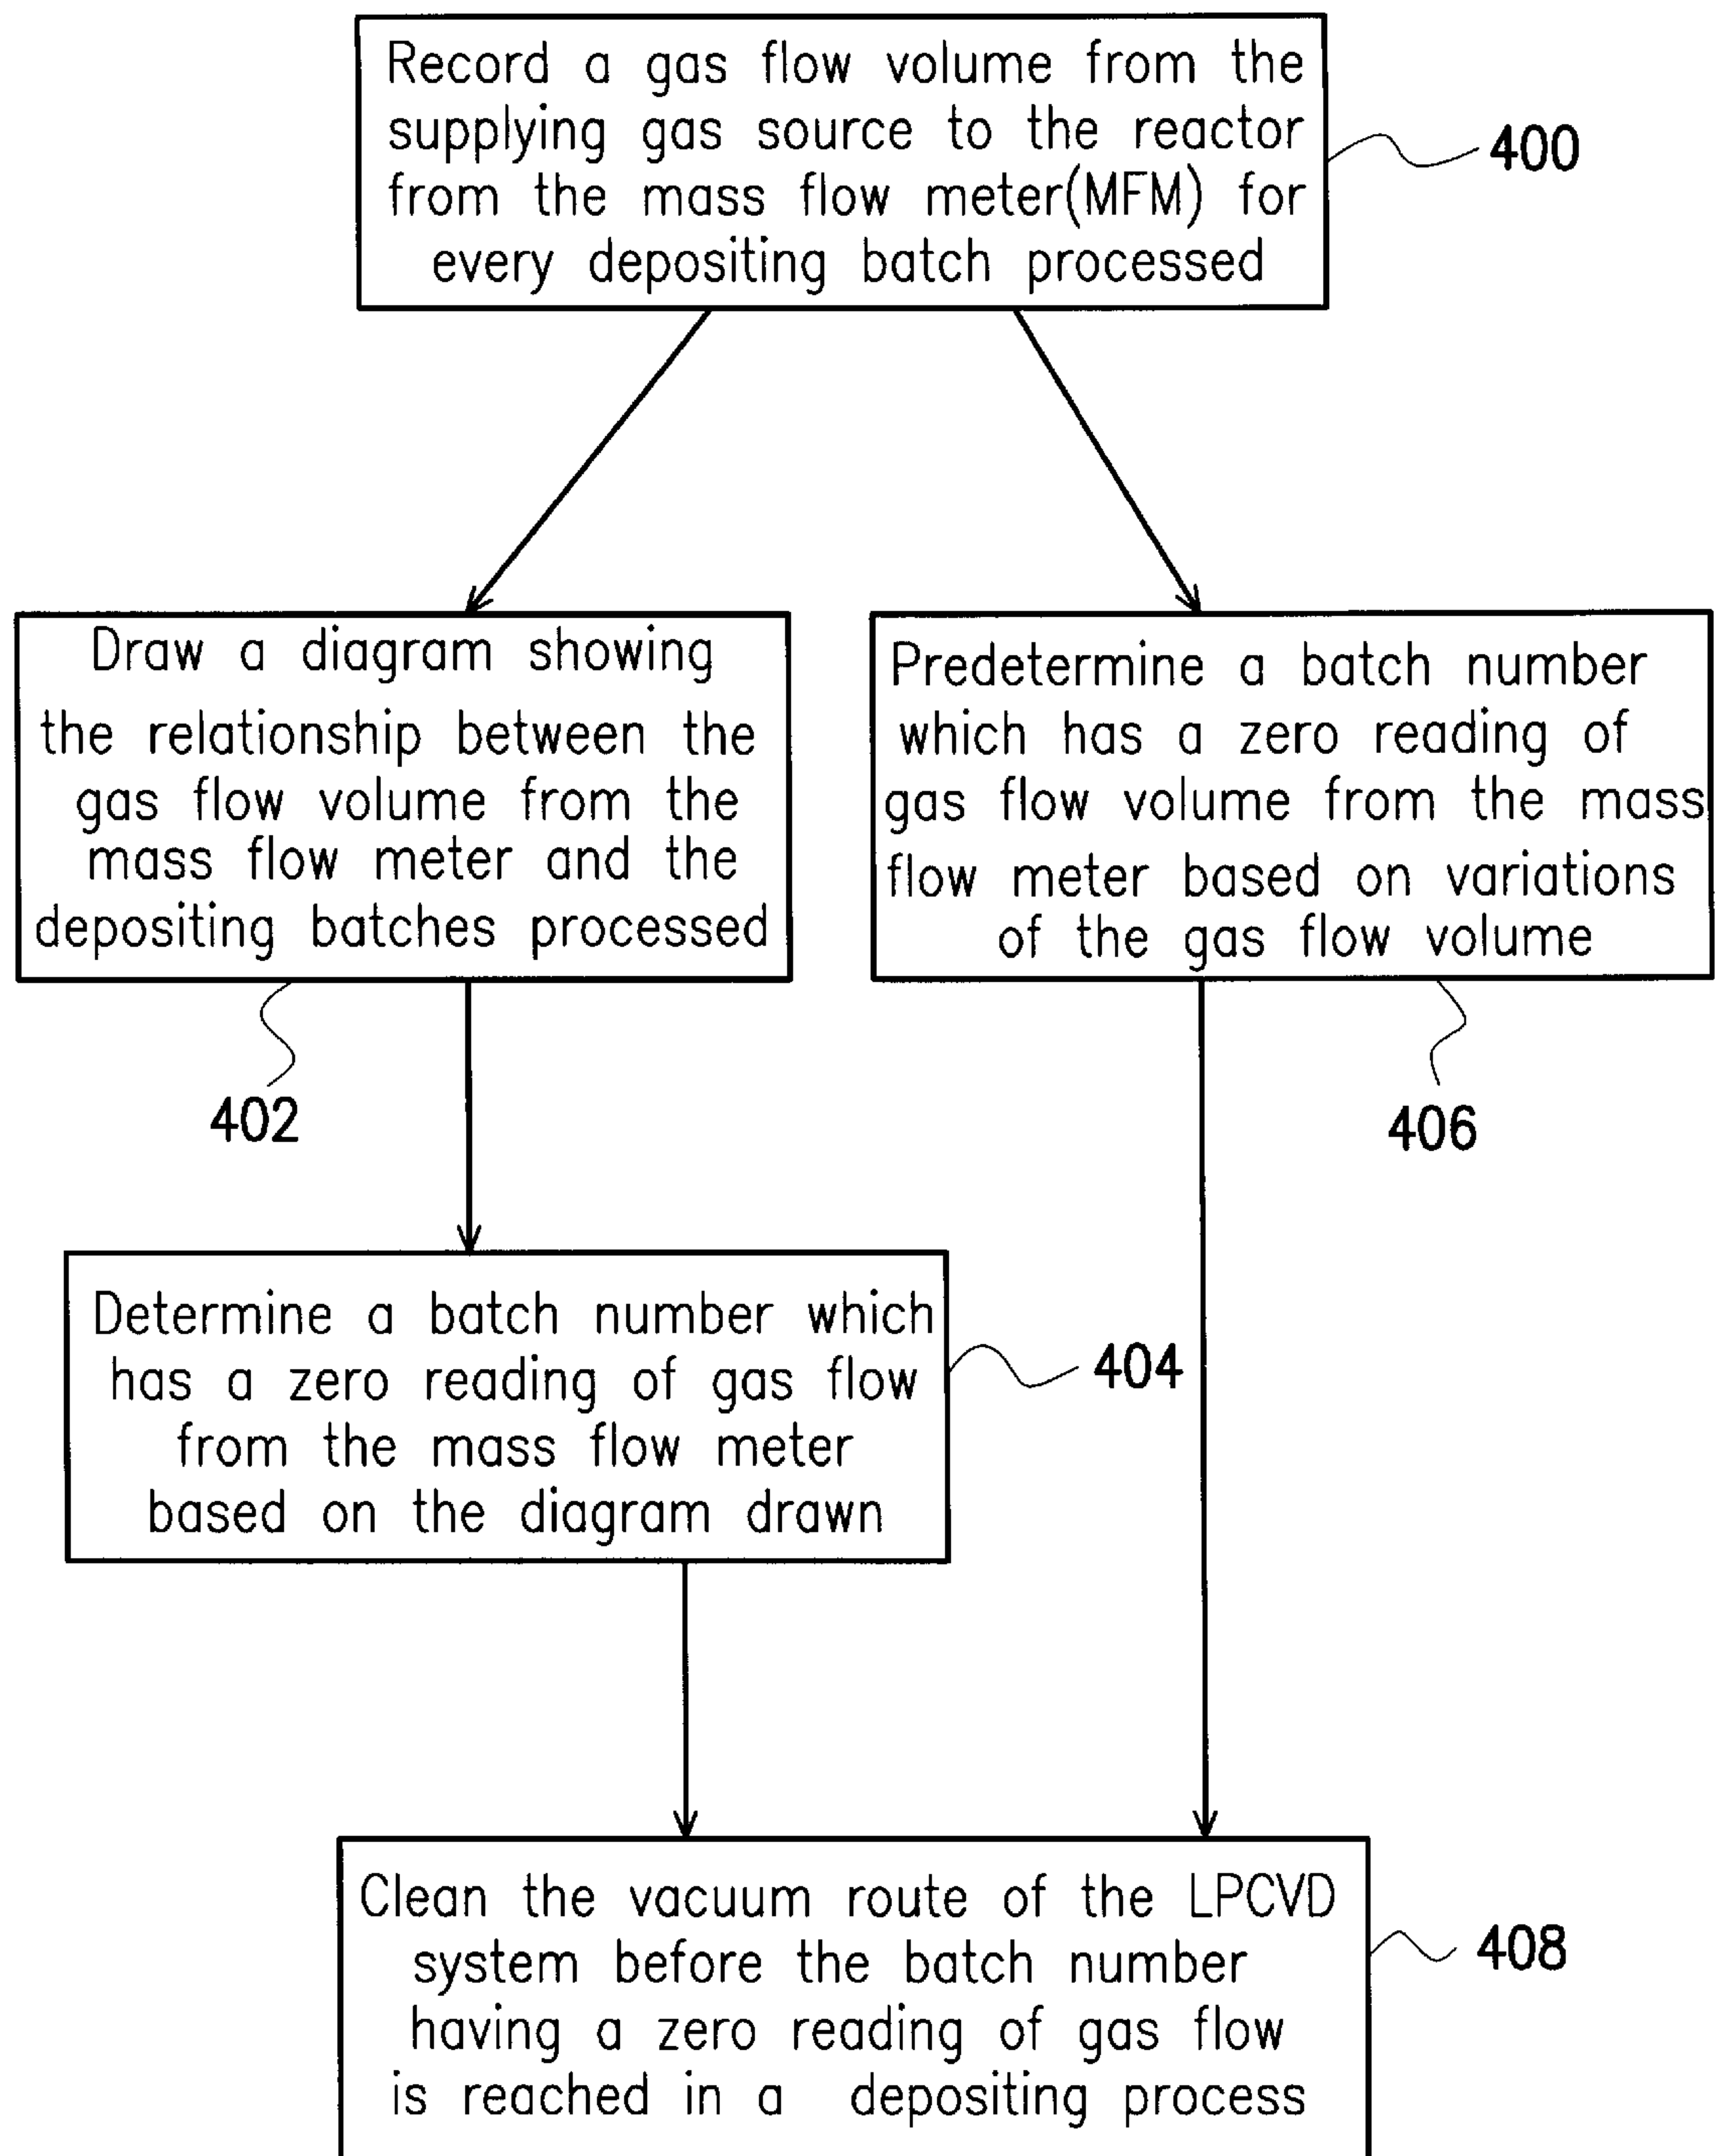 Record a gas flow volume from the
supplying gas source to the reactor
from the mass flow meter(MFM) for
every depositing batch processed
400
Draw a diagram showing
the relationship between the
gas flow volume from the
mass flow meter and the
depositing batches processed
402
Predetermine a batch number
which has a zero reading of
gas flow volume from the mass
flow meter based on variations
of the gas flow volume
406
Determine a batch number which
has a zero reading of gas flow
from the mass flow meter
based on the diagram drawn
404
Clean the vacuum route of the LPCVD
system before the batch number
having a zero reading of gas flow
is reached in a depositing process
408